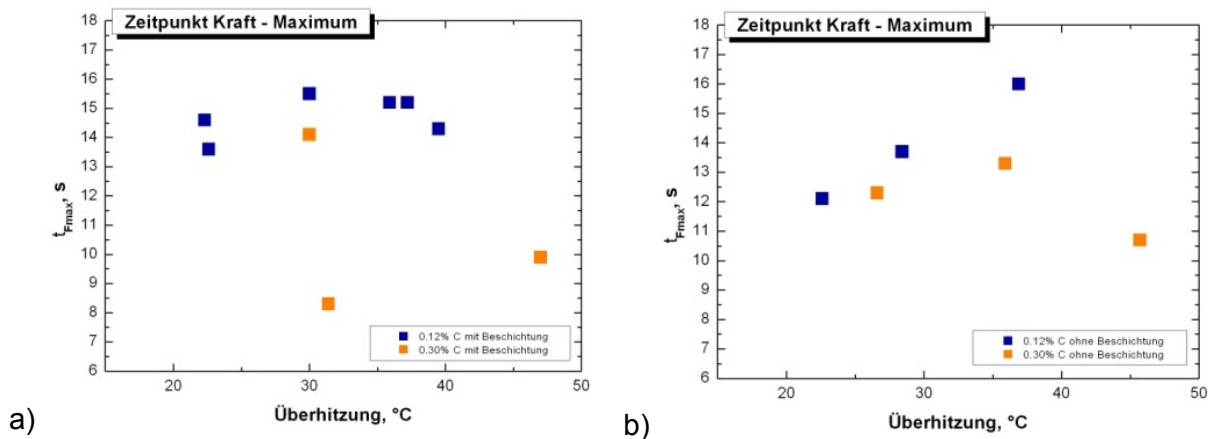 Zeitpunkt Kraft - Maximum
18
17
16
15
14
13
12
11
10
9
8
7
6
t_Fmax, s
0.12% C mit Beschichtung
0.30% C mit Beschichtung
20 30 40 50
Überhitzung, °C
a)
Zeitpunkt Kraft - Maximum
18
17
16
15
14
13
12
11
10
9
8
7
6
t_Fmax, s
0.12% C ohne Beschichtung
0.30% C ohne Beschichtung
20 30 40 50
Überhitzung, °C
b)